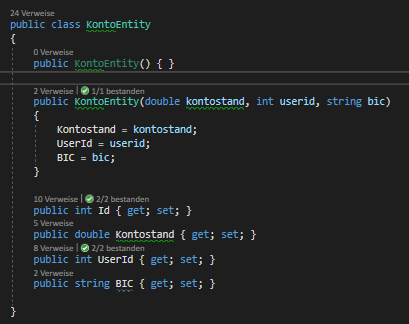 24 Verweise
public class KontoEntity
{
0 Verweise
public KontoEntity() { }
2 Verweise | 1/1 bestanden
public KontoEntity(double kontostand, int userid, string bic)
{
Kontostand = kontostand;
UserId = userid;
BIC = bic;
}
10 Verweise | 2/2 bestanden
public int Id { get; set; }
5 Verweise
public double Kontostand { get; set; }
8 Verweise | 2/2 bestanden
public int UserId { get; set; }
2 Verweise
public string BIC { get; set; }
}